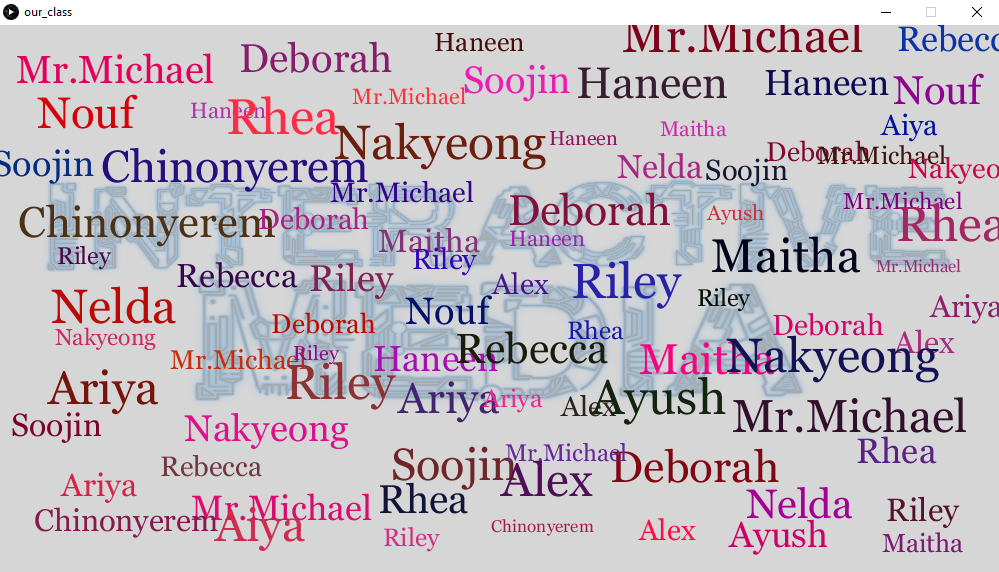 our_class
Haneen
Mr.Michael
Rebecc
Deborah
Mr.Michael
Soojin
Haneen
Haneen
Nouf
Nouf
Haneen
Rhea
Mr.Michael
Nakyeong
Haneen
Maitha
Aiya
Soojin
Chinonyerem
Nelda
Soojin
Deborah
Mr.Michael
Nakyeo
Mr.Michael
Chinonyerem
Deborah
Deborah
Ayush
Mr.Michael
Rhea
INTERACTIVE
MEDIA
Riley
Maitha
Haneen
Riley
Maitha
Mr.Michael
Rebecca
Riley
Alex
Riley
Riley
Nelda
Nouf
Ariya
Nakyeong
Deborah
Rhea
Deborah
Alex
Mr.Michael
Riley
Haneen
Rebecca
Maitha
Nakyeong
Ariya
Riley
Ariya
Ariya
Alex
Ayush
Mr.Michael
Soojin
Nakyeong
Rhea
Rebecca
Soojin
Mr.Michael
Alex
Deborah
Ariya
Mr.Michael
Rhea
Nelda
Riley
Chinonyerem
Aiya
Riley
Chinonyerem
Alex
Ayush
Maitha